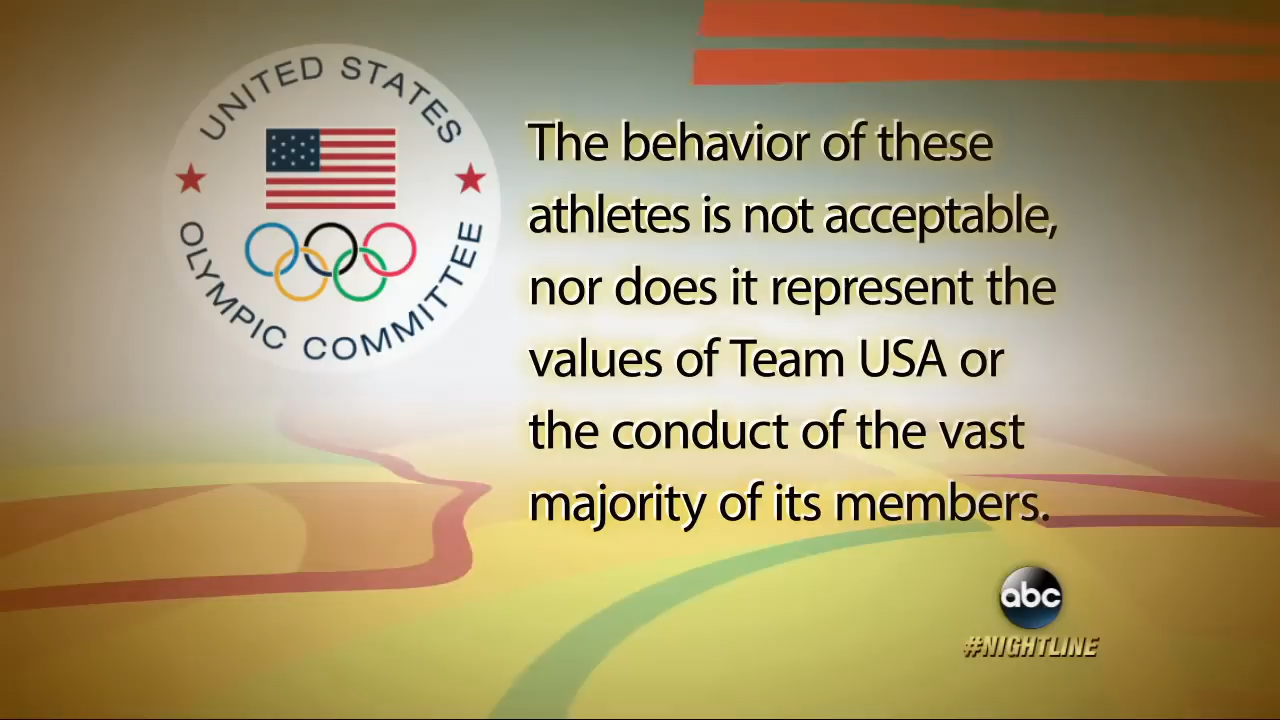 UNITED STATES
OLYMPIC COMMITTEE
The behavior of these
athletes is not acceptable,
nor does it represent the
values of Team USA or
the conduct of the vast
majority of its members.
abc
#NIGHTLINE